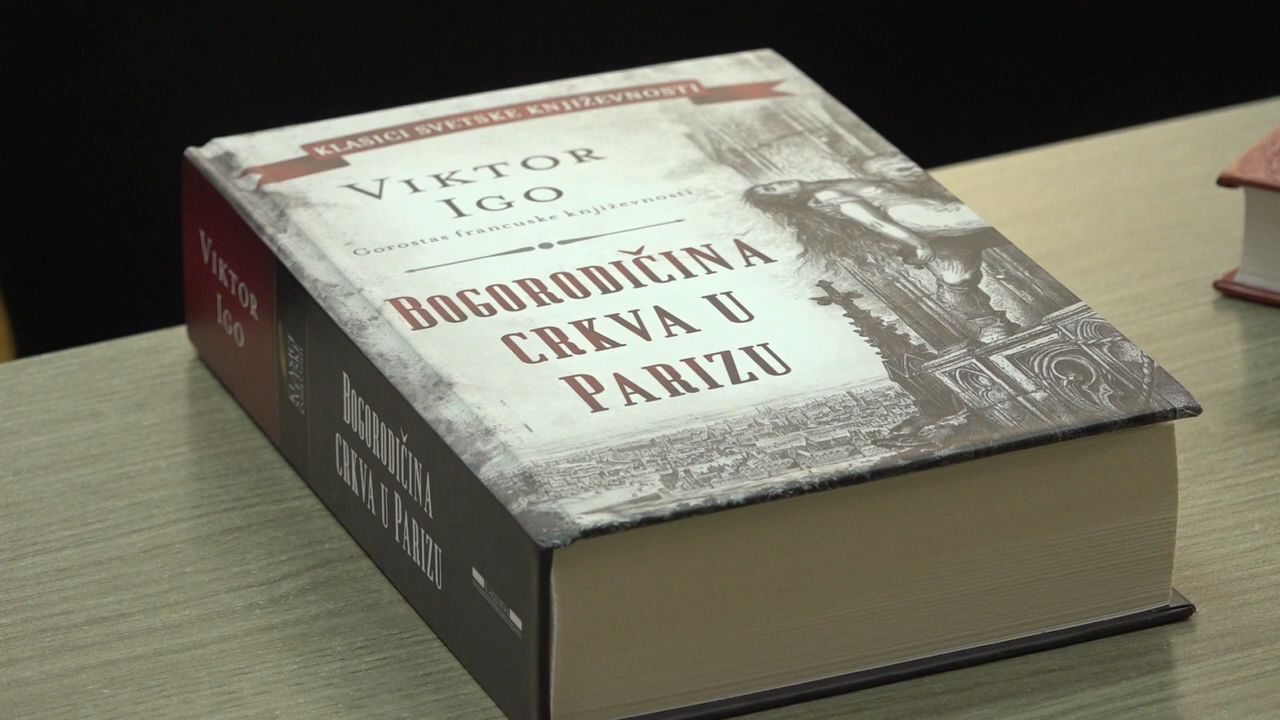 KLASICI SVETSKE KNJIŽEVNOSTI
VIKTOR
IGO
Gorostas francuske književnosti
BOGORODIČINA
CRKVA U
PARIZU
VIKTOR
IGO
BOGORODIČINA
CRKVA U PARIZU